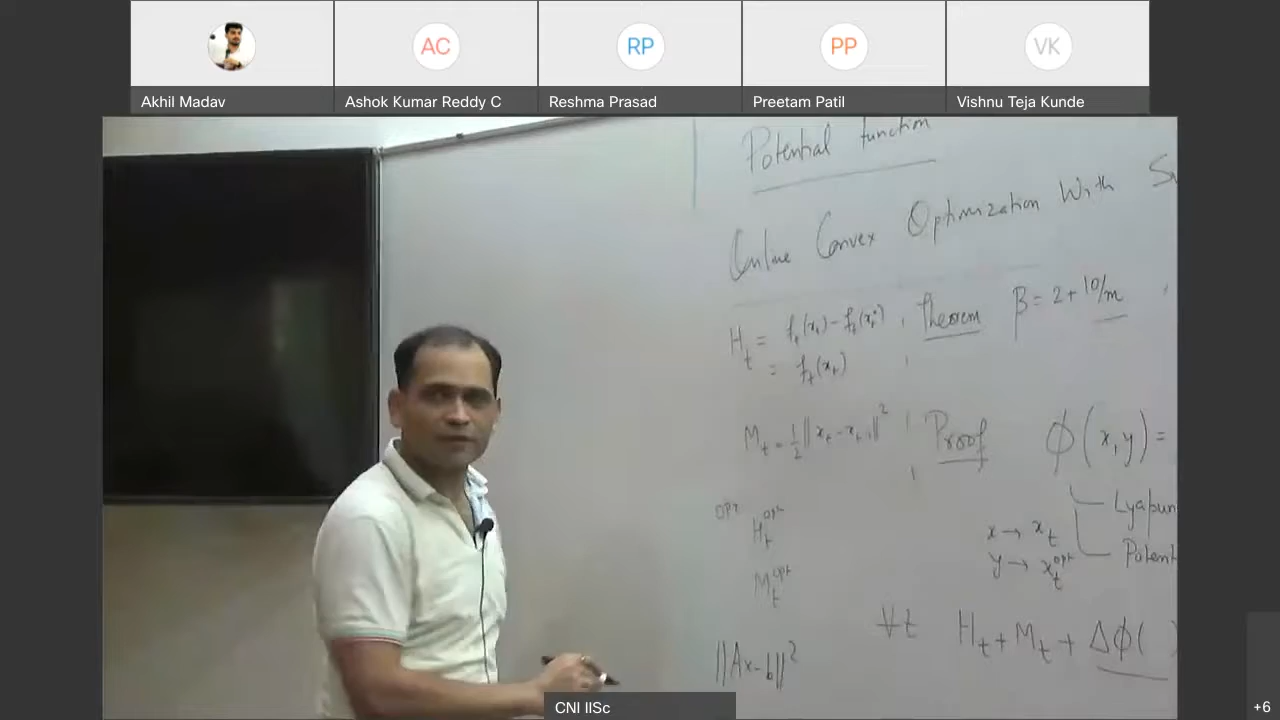 AC
RP
PP
VK
Akhil Madav
Ashok Kumar Reddy C
Reshma Prasad
Preetam Patil
Vishnu Teja Kunde
Potential function
Online Convex Optimization With
H_t = f_t(x_t) - f_t(x_t^*)
= f_t(x_t)
Theorem β = 2 + 10/m
M_t = 1/2 ||x_t - x_{t-1}||^2
Proof φ(x,y) =
OPT H_t^opt
M_t^opt
x → x_t
y → x_t^opt
Lyapun
Potent
∀t H_t + M_t + Δφ(
||Ax-b||^2
CNI IISc
+6